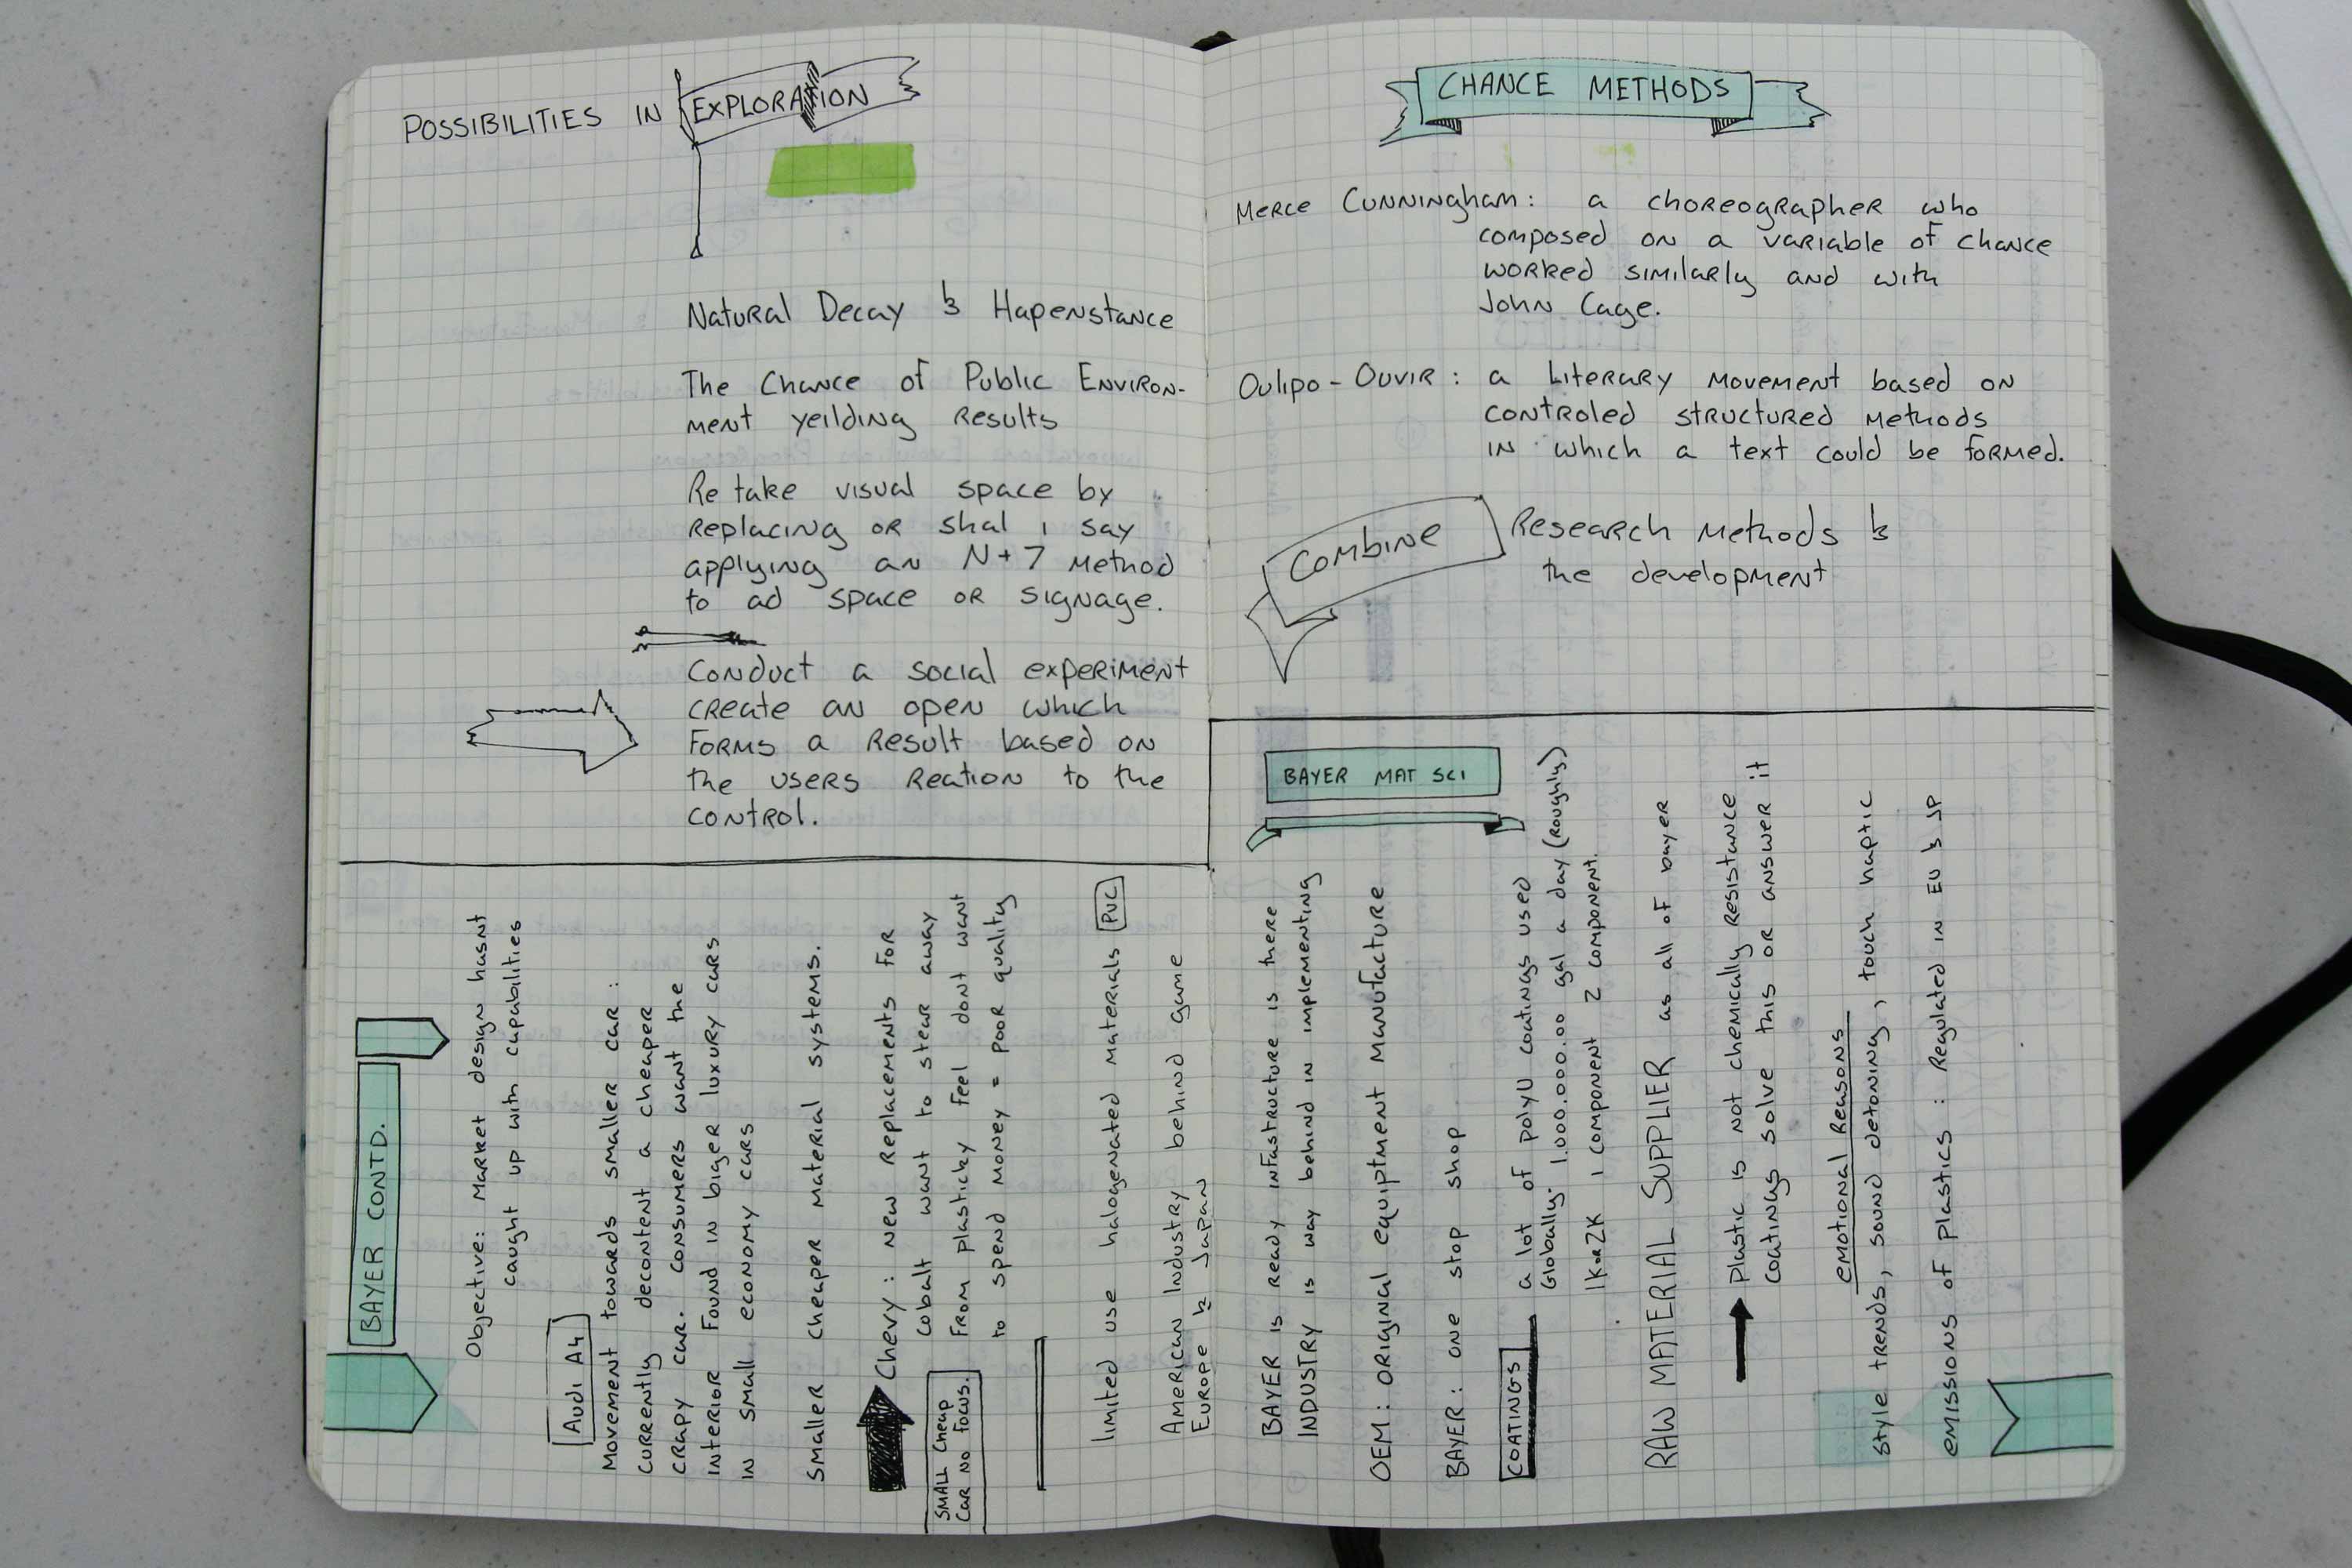 POSSIBILITIES IN EXPLORATION
Natural Decay & Hapenstance
The Chance of Public Environ-
ment yeilding results
Re take visual space by
replacing or shal i say
applying an N+7 method
to ad space or signage.
Conduct a social experiment
create an open which
forms a result based on
the users reation to the
control.
CHANCE METHODS
Merce Cunningham: a choreographer who
composed on a variable of chance
worked similarly and with
John Cage.
Oulipo - Ouvir: a literary movement based on
controled structured methods
in which a text could be formed.
Combine Research methods &
the development
BAYER CONTD.
Objective: Market design hasnt
caught up with capabilities
Audi A4
Movement towards smaller car:
currently decontent a cheaper
crapy car. consumers want the
interior found in biger luxury cars
in small economy cars
Smaller cheaper material systems.
Chevy: new replacements for
Cobalt want to stear away
from plasticky feel dont want
to spend money = poor quality
SMALL Cheap
Car no focus.
limited use halogenated materials PVC
American Industry behind game
Europe & Japan
BAYER MAT SCI
BAYER is ready infastructure is there
INDUSTRY is way behind in implementing
OEM: original equiptment manufacture
BAYER: one stop shop
COATINGS a lot of polyU coatings used
Globally. 1.000.000.00 gal a day (roughly)
1K or 2K 1 component 2 component.
RAW MATERIAL SUPPLIER as all of bayer
Plastic is not chemically resistance
coatings solve this or answer it
emotional Reasons
style trends, sound detoning, touch haptic
emissions of plastics: Regulated in EU & JP